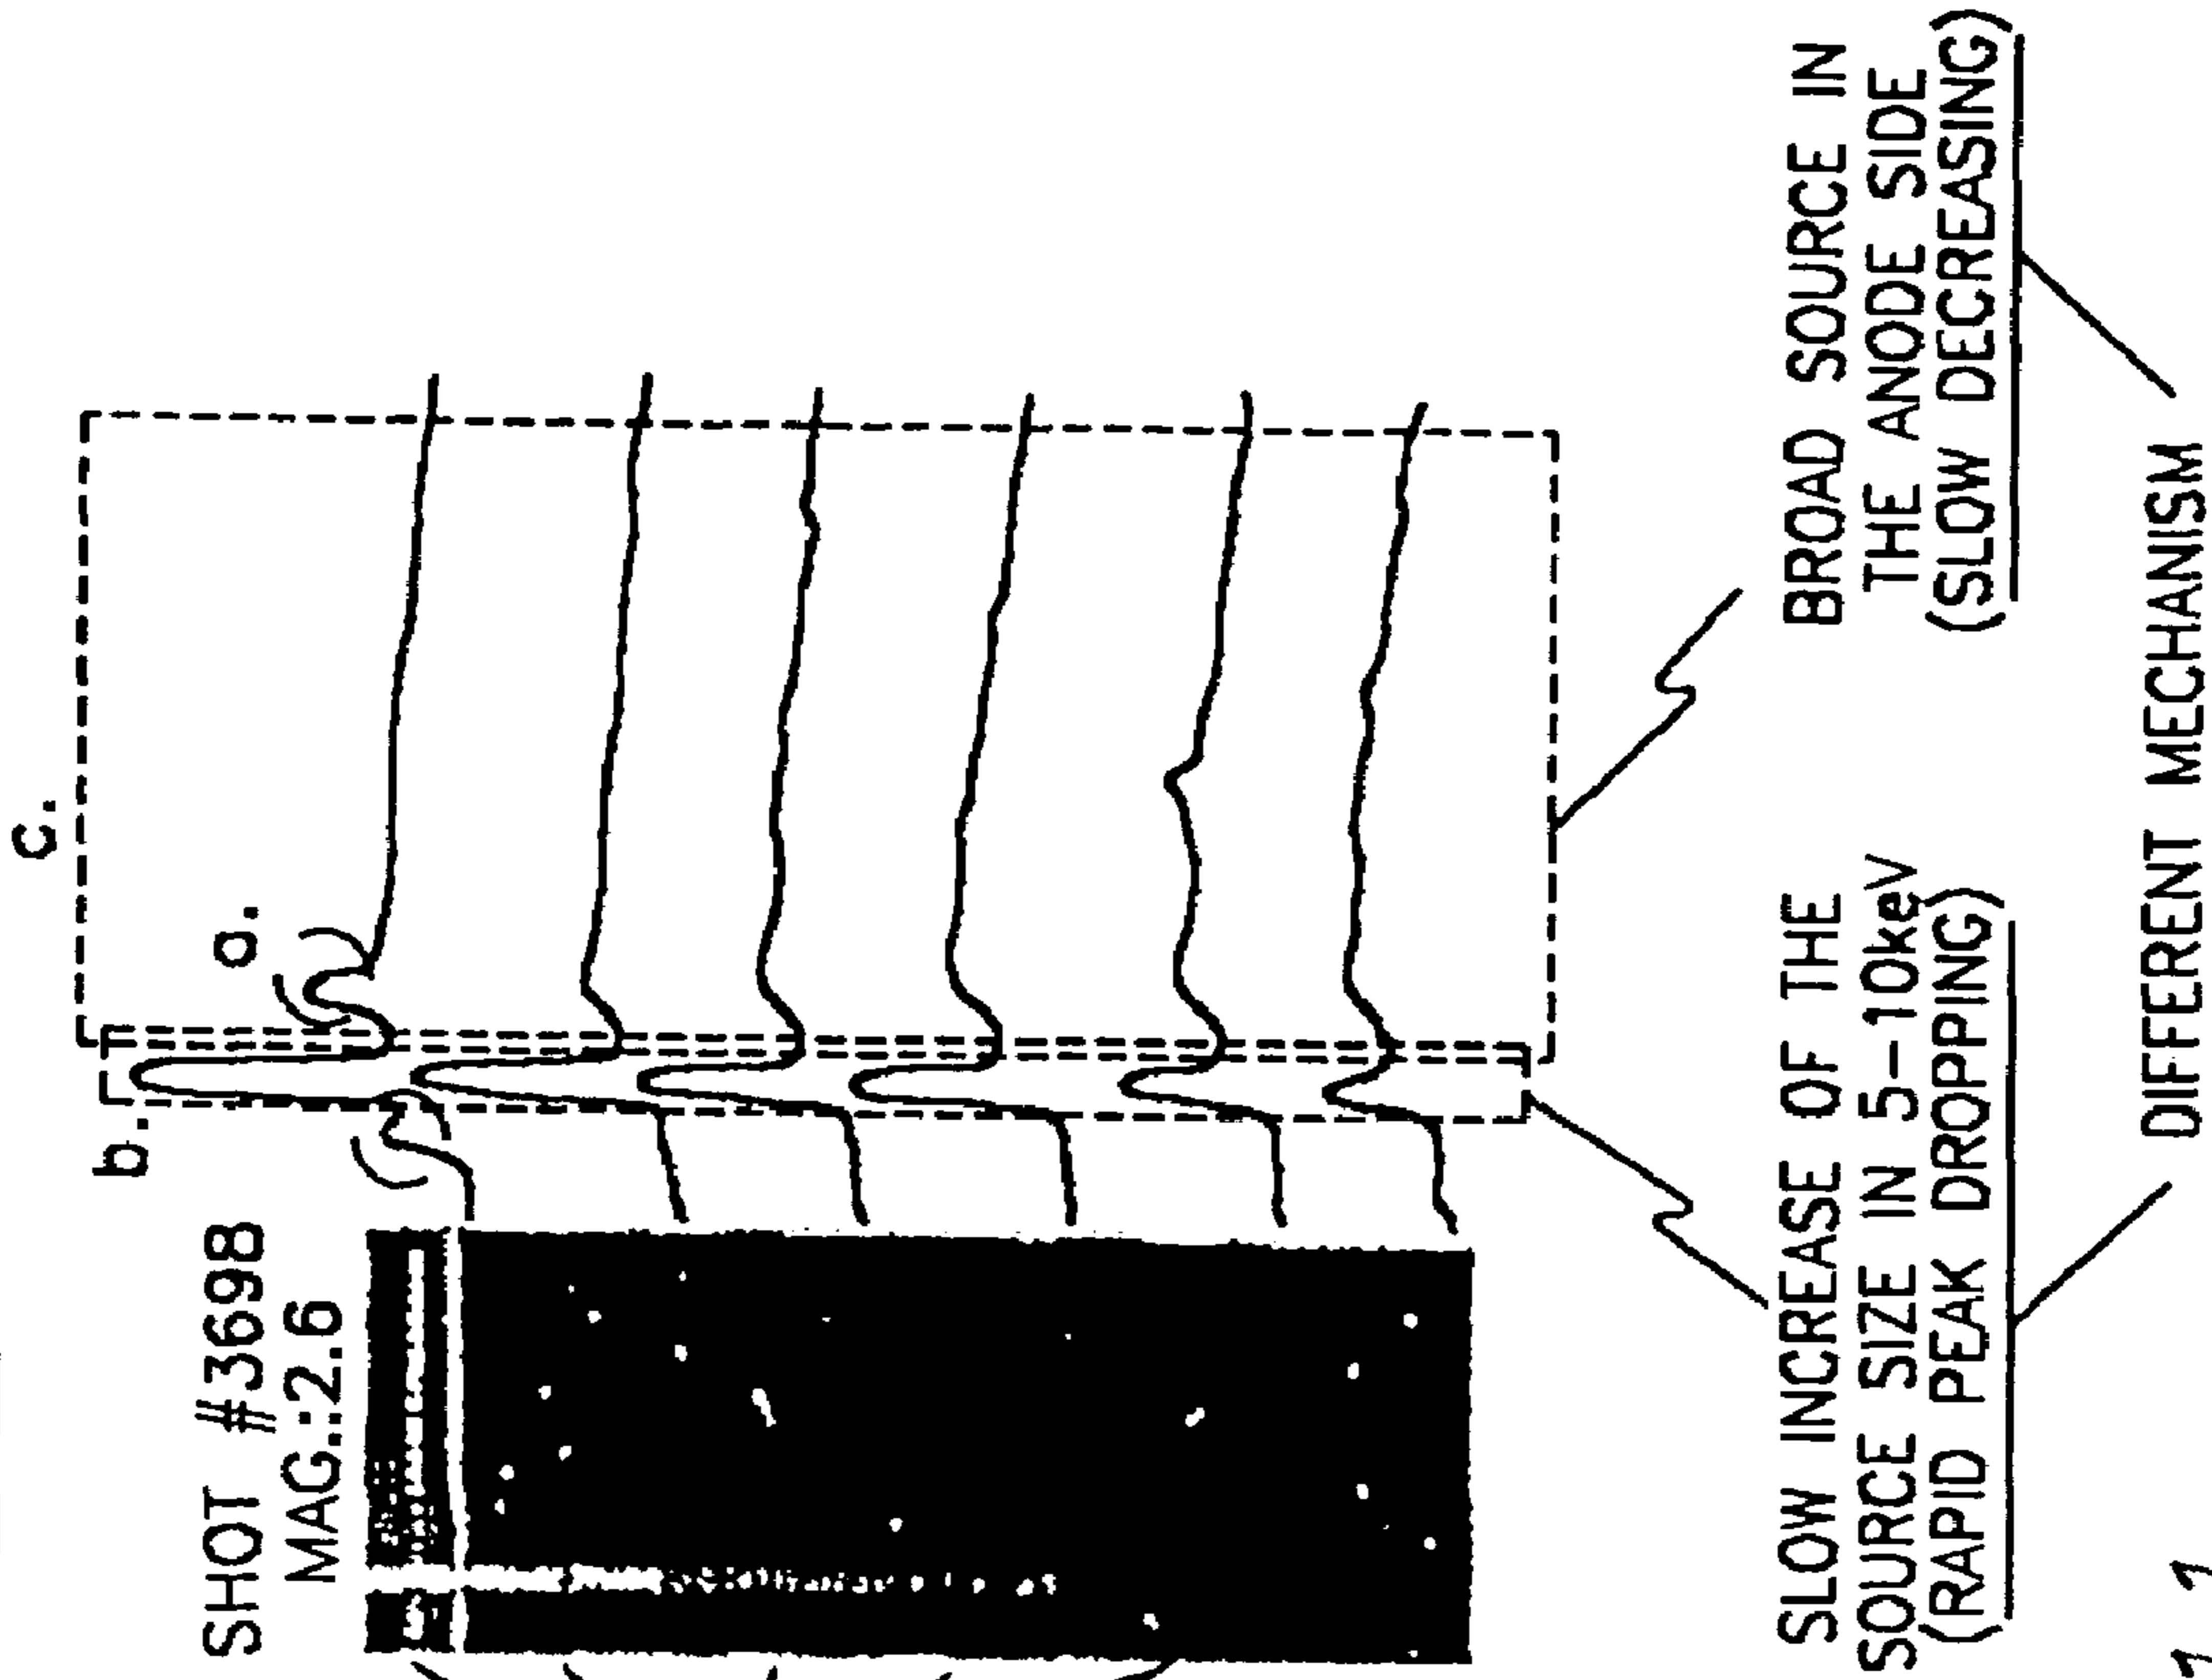 SHOT #3698
MAG.:2.6
b.
a.
c.
SLOW INCREASE OF THE
SOURCE SIZE IN 5-10keV
(RAPID PEAK DROPPING)
BROAD SOURCE IN
THE ANODE SIDE
(SLOW DECREASING)
DIFFERENT MECHANISM